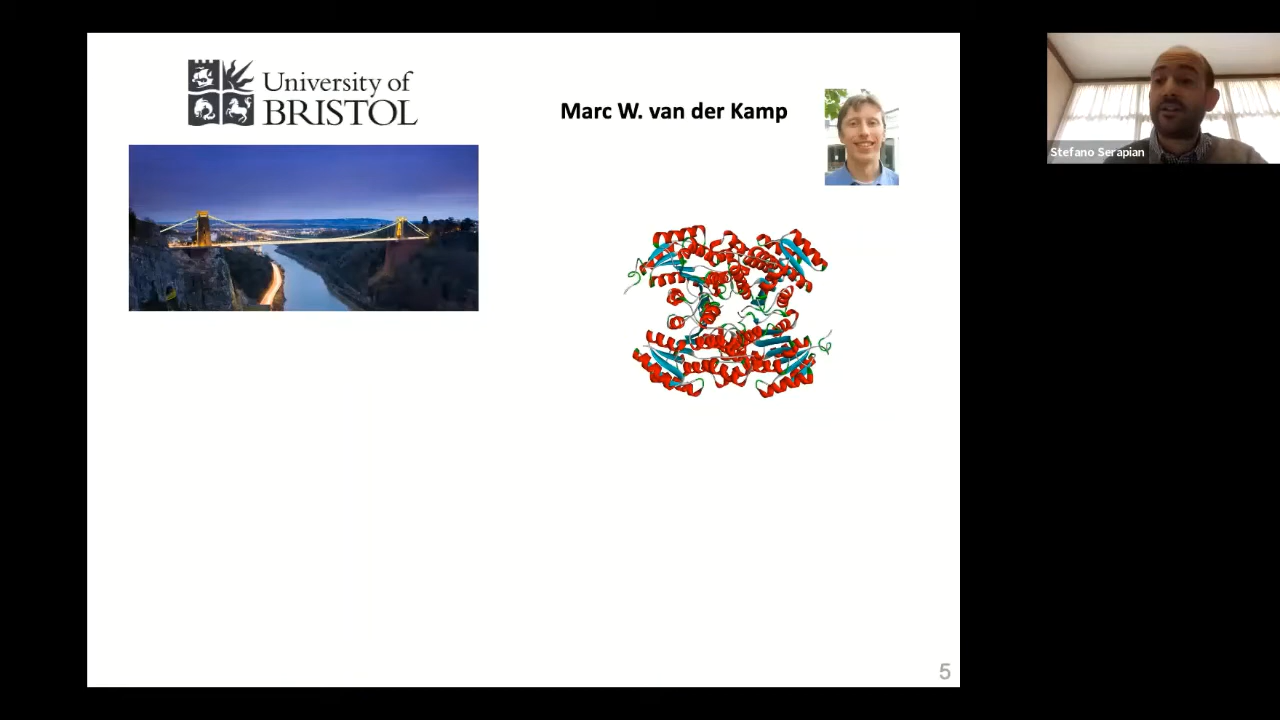 University of
BRISTOL
Marc W. van der Kamp
Stefano Serapian
5